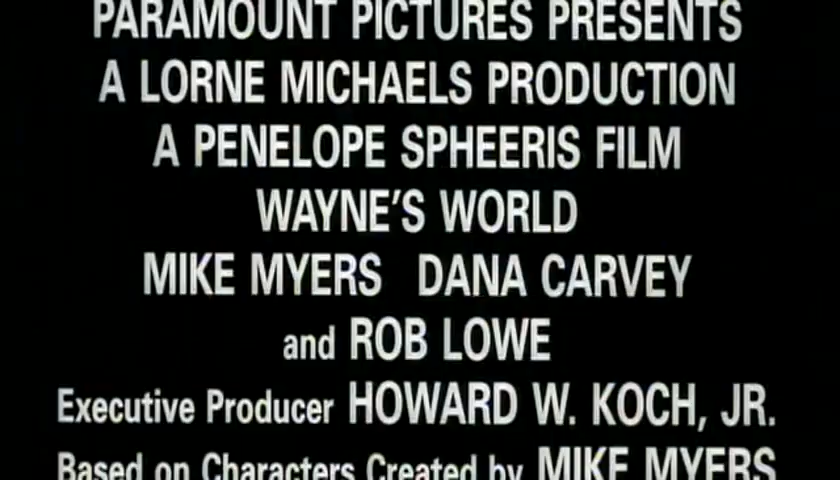 PARAMOUNT PICTURES PRESENTS
A LORNE MICHAELS PRODUCTION
A PENELOPE SPHEERIS FILM
WAYNE'S WORLD
MIKE MYERS DANA CARVEY
and ROB LOWE
Executive Producer HOWARD W. KOCH, JR.
Based on Characters Created by MIKE MYERS